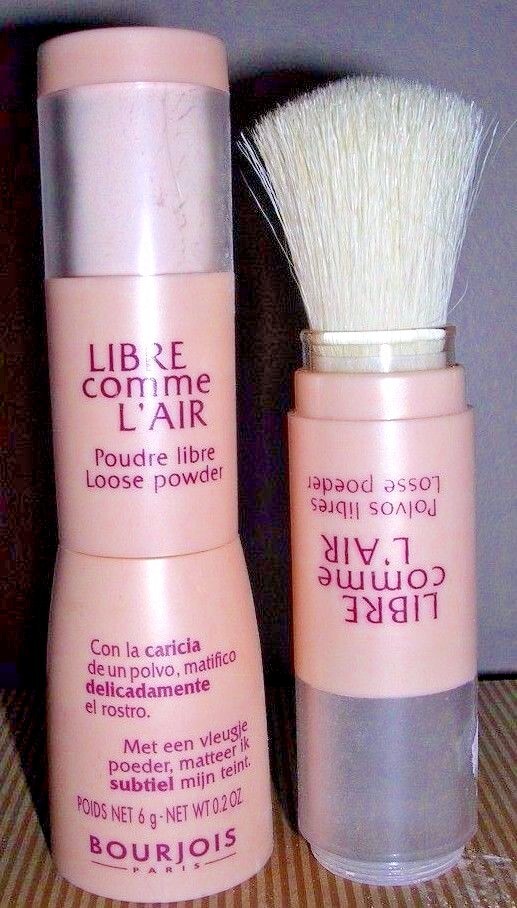 LIBRE
comme
L'AIR
Poudre libre
Loose powder
Con la caricia
de un polvo, matifico
delicadamente
el rostro.
Met een vleugje
poeder, matteer ik
subtiel mijn teint.
POIDS NET 6 g - NET WT 0.2 OZ
BOURJOIS
PARIS
LIBRE
comme
L'AIR
Polvos libres
Losse poeder